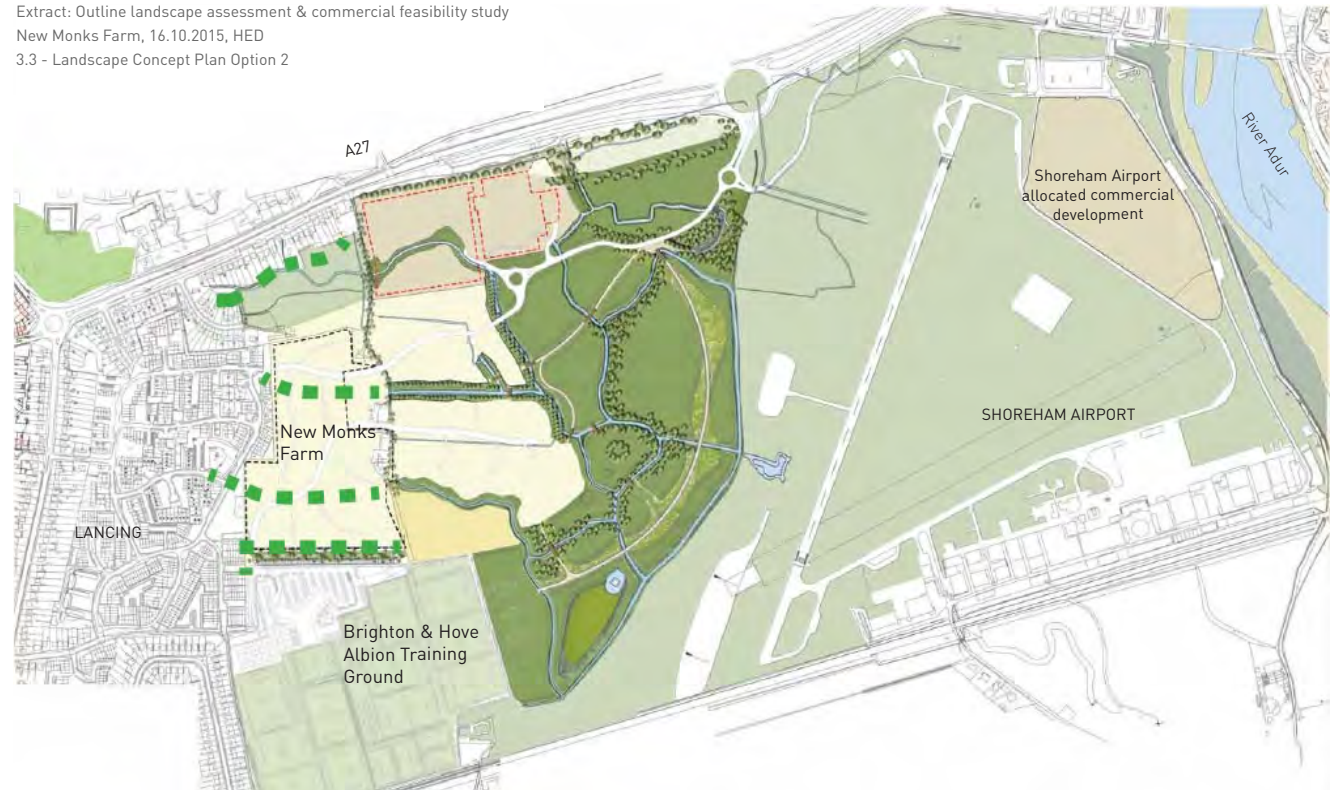 Extract: Outline landscape assessment & commercial feasibility study
New Monks Farm, 16.10.2015, HED
3.3 - Landscape Concept Plan Option 2
A27
River Adur
Shoreham Airport
allocated commercial
development
SHOREHAM AIRPORT
New Monks
Farm
LANCING
Brighton & Hove
Albion Training
Ground